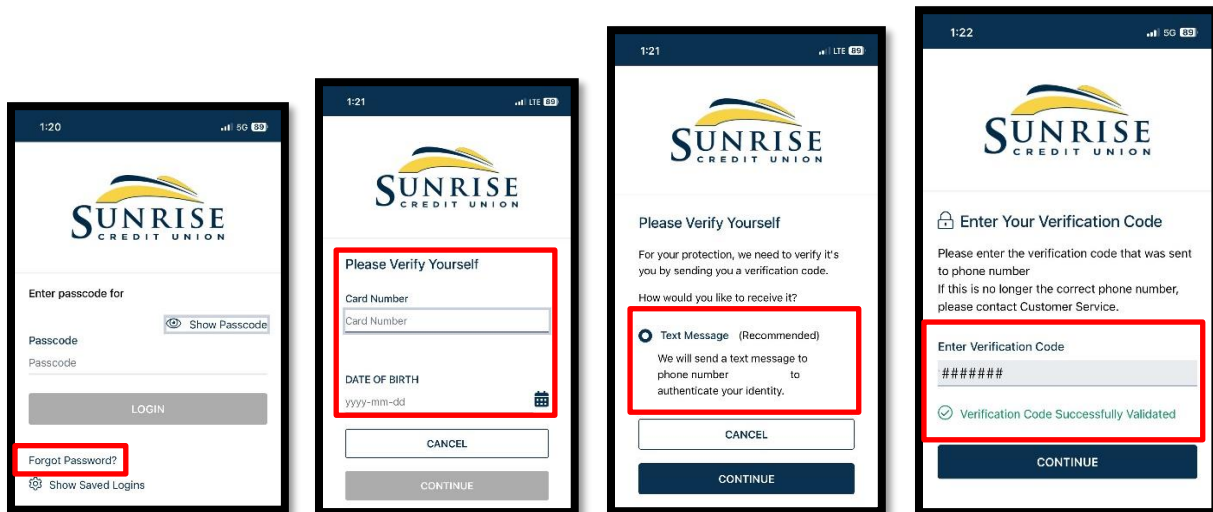 1:20
5G 89
SUNRISE
CREDIT UNION
Enter passcode for
Show Passcode
Passcode
Passcode
LOGIN
Forgot Password?
Show Saved Logins
1:21
LTE 89
SUNRISE
CREDIT UNION
Please Verify Yourself
Card Number
Card Number
DATE OF BIRTH
yyyy-mm-dd
CANCEL
CONTINUE
1:21
LTE 89
SUNRISE
CREDIT UNION
Please Verify Yourself
For your protection, we need to verify it's
you by sending you a verification code.
How would you like to receive it?
Text Message (Recommended)
We will send a text message to
phone number to
authenticate your identity.
CANCEL
CONTINUE
1:22
5G 89
SUNRISE
CREDIT UNION
Enter Your Verification Code
Please enter the verification code that was sent
to phone number
If this is no longer the correct phone number,
please contact Customer Service.
Enter Verification Code
#######
Verification Code Successfully Validated
CONTINUE